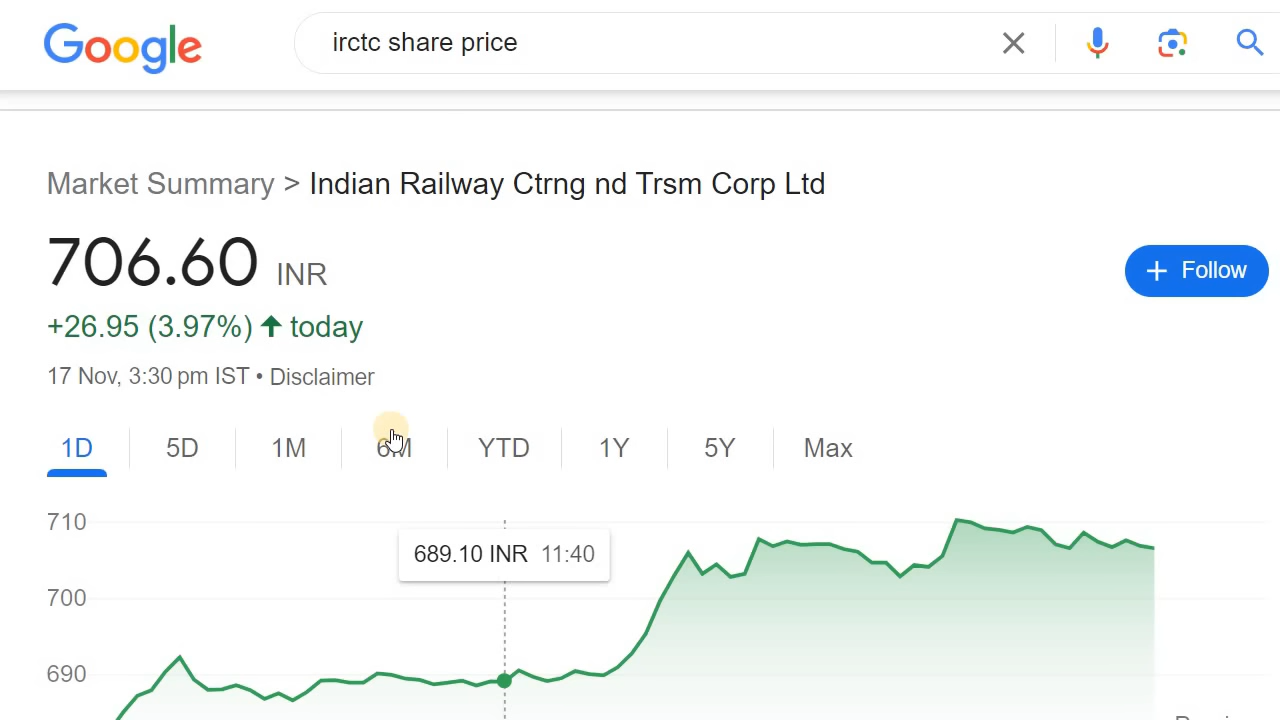 Google
irctc share price
Market Summary > Indian Railway Ctrng nd Trsm Corp Ltd
706.60 INR
+ Follow
+26.95 (3.97%) ↑ today
17 Nov, 3:30 pm IST • Disclaimer
1D 5D 1M 6M YTD 1Y 5Y Max
710
689.10 INR 11:40
700
690